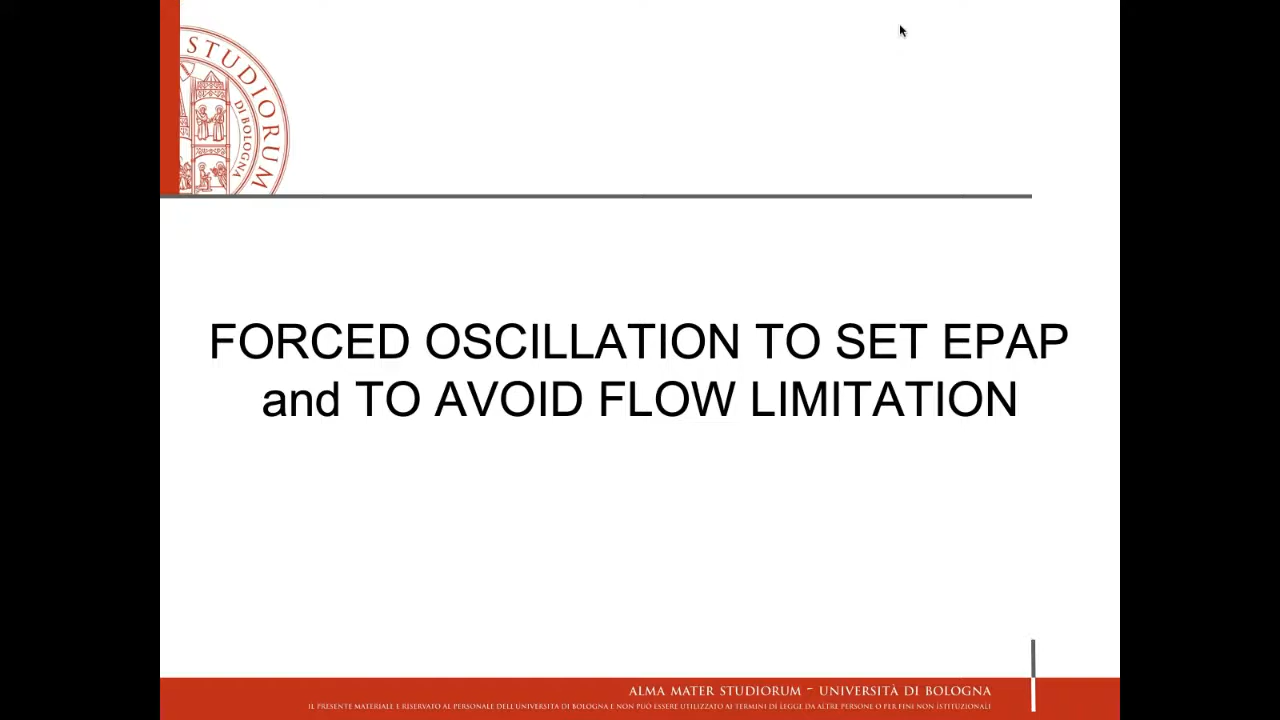 STUDIORUM
DI BOLOGNA
FORCED OSCILLATION TO SET EPAP
and TO AVOID FLOW LIMITATION
ALMA MATER STUDIORUM ~ UNIVERSITÀ DI BOLOGNA
IL PRESENTE MATERIALE È RISERVATO AL PERSONALE DELL'UNIVERSITÀ DI BOLOGNA E NON PUÒ ESSERE UTILIZZATO AI TERMINI DI LEGGE DA ALTRE PERSONE O PER FINI NON ISTITUZIONALI